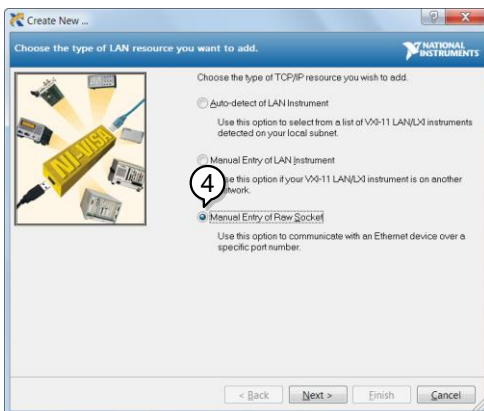 Create New ...
Choose the type of LAN resource you want to add.
NATIONAL
INSTRUMENTS
Choose the type of TCP/IP resource you wish to add.
Auto-detect of LAN Instrument
Use this option to select from a list of VXI-11 LAN/LXI instruments
detected on your local subnet.
Manual Entry of LAN Instrument
se this option if your VXI-11 LAN/LXI instrument is on another
twork.
4
Manual Entry of Raw Socket
Use this option to communicate with an Ethernet device over a
specific port number.
NI-VISA
< Back
Next >
Finish
Cancel